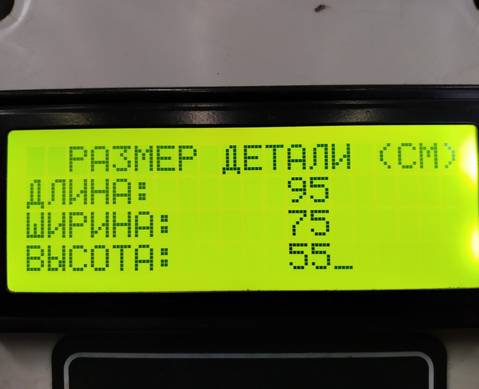 РАЗМЕР ДЕТАЛИ (СМ)
ДЛИНА: 95
ШИРИНА: 75
ВЫСОТА: 55_